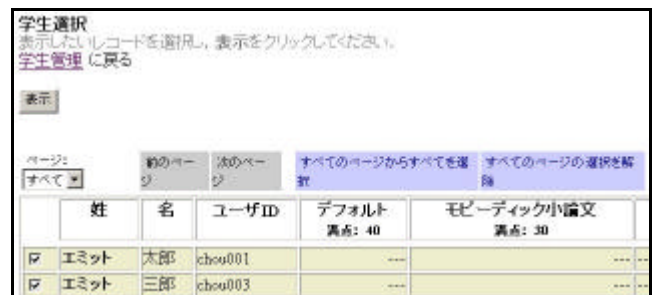 学生選択
表示したいレコードを選択し、表示をクリックしてください。
学生管理 に戻る
表示
ページ:
すべて
前のページ
次のページ
すべてのページからすべてを選択
すべてのページの選択を解除
姓 名 ユーザID デフォルト 満点: 40 モビーディック小論文 満点: 30
エミット 太郎 chou001 --- ---
エミット 三郎 chou003 --- ---